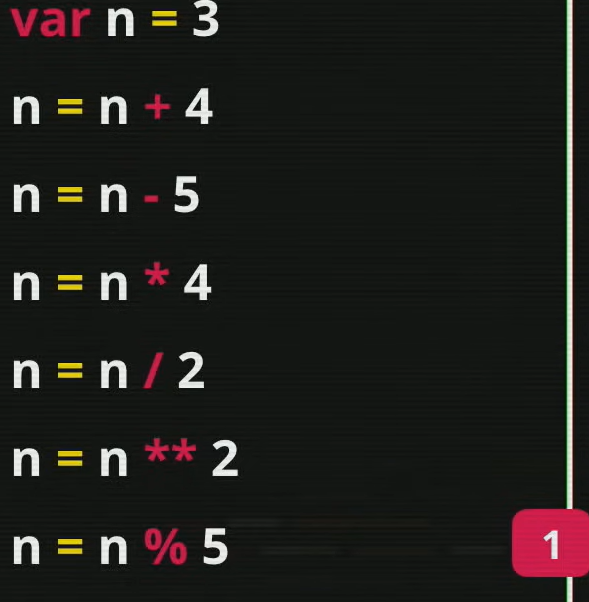 var n = 3
n = n + 4
n = n - 5
n = n * 4
n = n / 2
n = n ** 2
n = n % 5
1